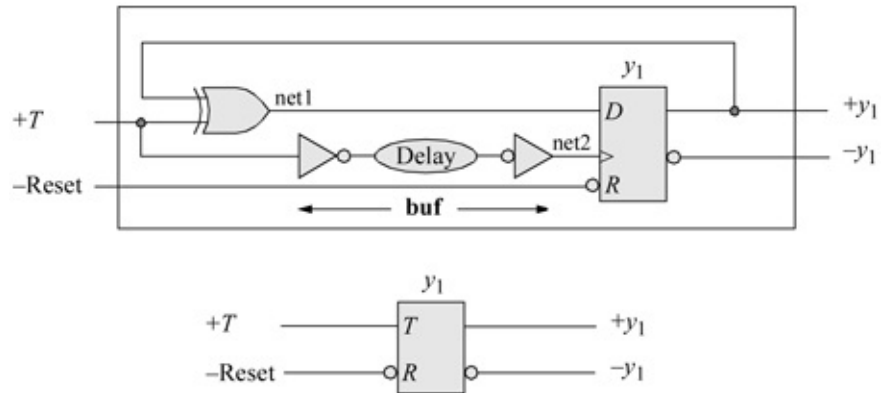 y1
net1
D
+y1
+T
Delay
net2
−y1
−Reset
R
buf
y1
+T
T
+y1
−Reset
R
−y1